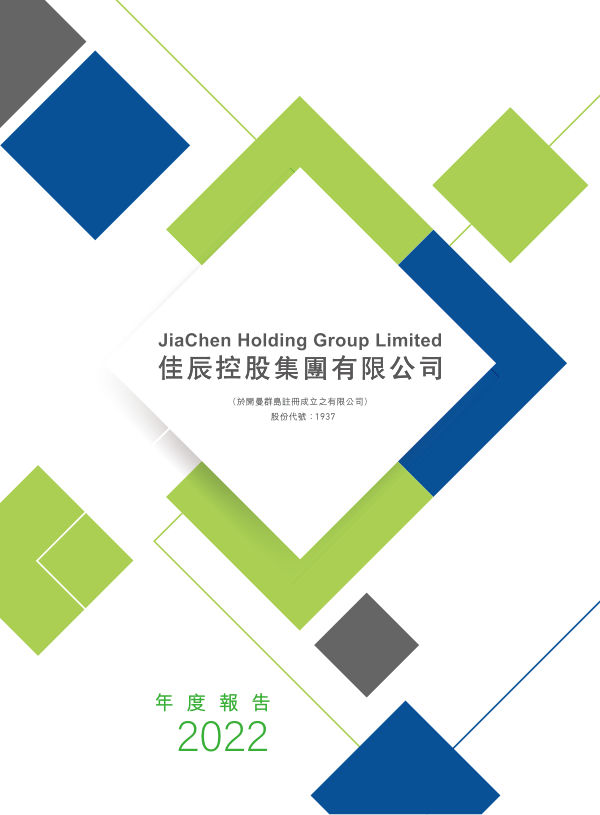 JiaChen Holding Group Limited
佳辰控股集團有限公司
（於開曼群島註冊成立之有限公司）
股份代號：1937
年度報告
2022